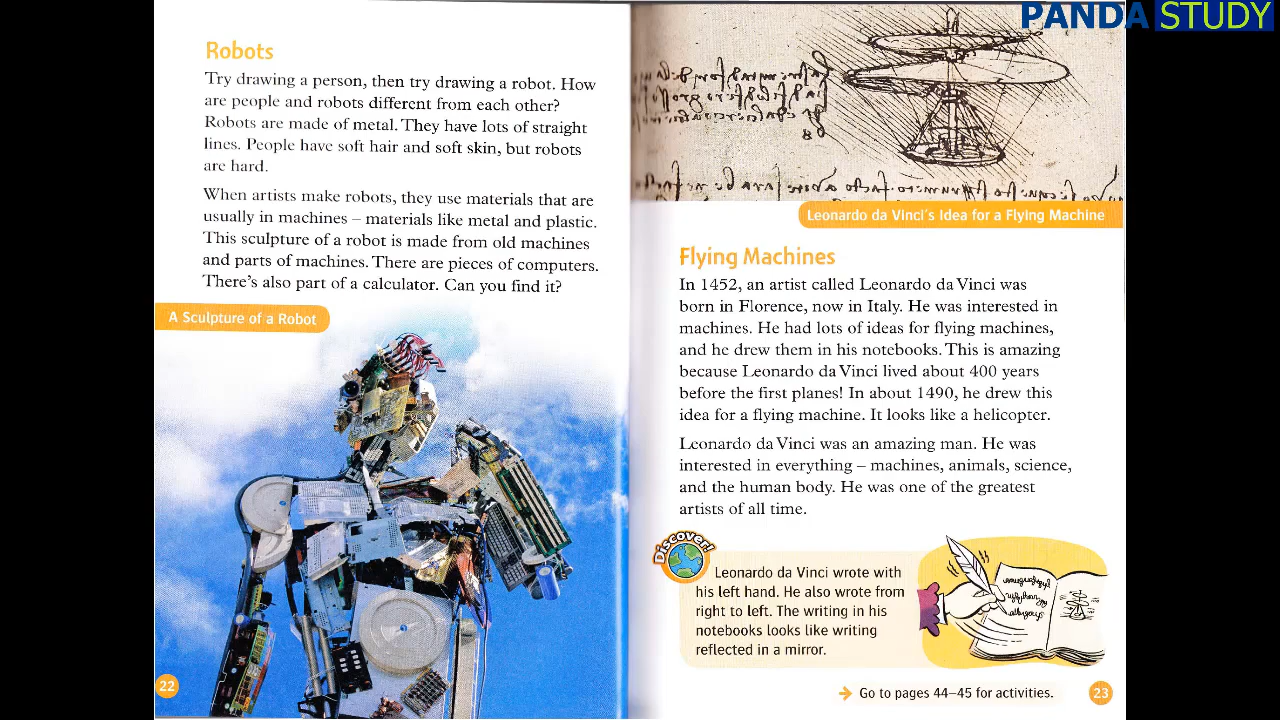 PANDA STUDY
Robots
Try drawing a person, then try drawing a robot. How
are people and robots different from each other?
Robots are made of metal. They have lots of straight
lines. People have soft hair and soft skin, but robots
are hard.
When artists make robots, they use materials that are
usually in machines – materials like metal and plastic.
This sculpture of a robot is made from old machines
and parts of machines. There are pieces of computers.
There's also part of a calculator. Can you find it?
A Sculpture of a Robot
22
Leonardo da Vinci's Idea for a Flying Machine
Flying Machines
In 1452, an artist called Leonardo da Vinci was
born in Florence, now in Italy. He was interested in
machines. He had lots of ideas for flying machines,
and he drew them in his notebooks. This is amazing
because Leonardo da Vinci lived about 400 years
before the first planes! In about 1490, he drew this
idea for a flying machine. It looks like a helicopter.
Leonardo da Vinci was an amazing man. He was
interested in everything – machines, animals, science,
and the human body. He was one of the greatest
artists of all time.
Discover!
Leonardo da Vinci wrote with
his left hand. He also wrote from
right to left. The writing in his
notebooks looks like writing
reflected in a mirror.
→ Go to pages 44–45 for activities.
23